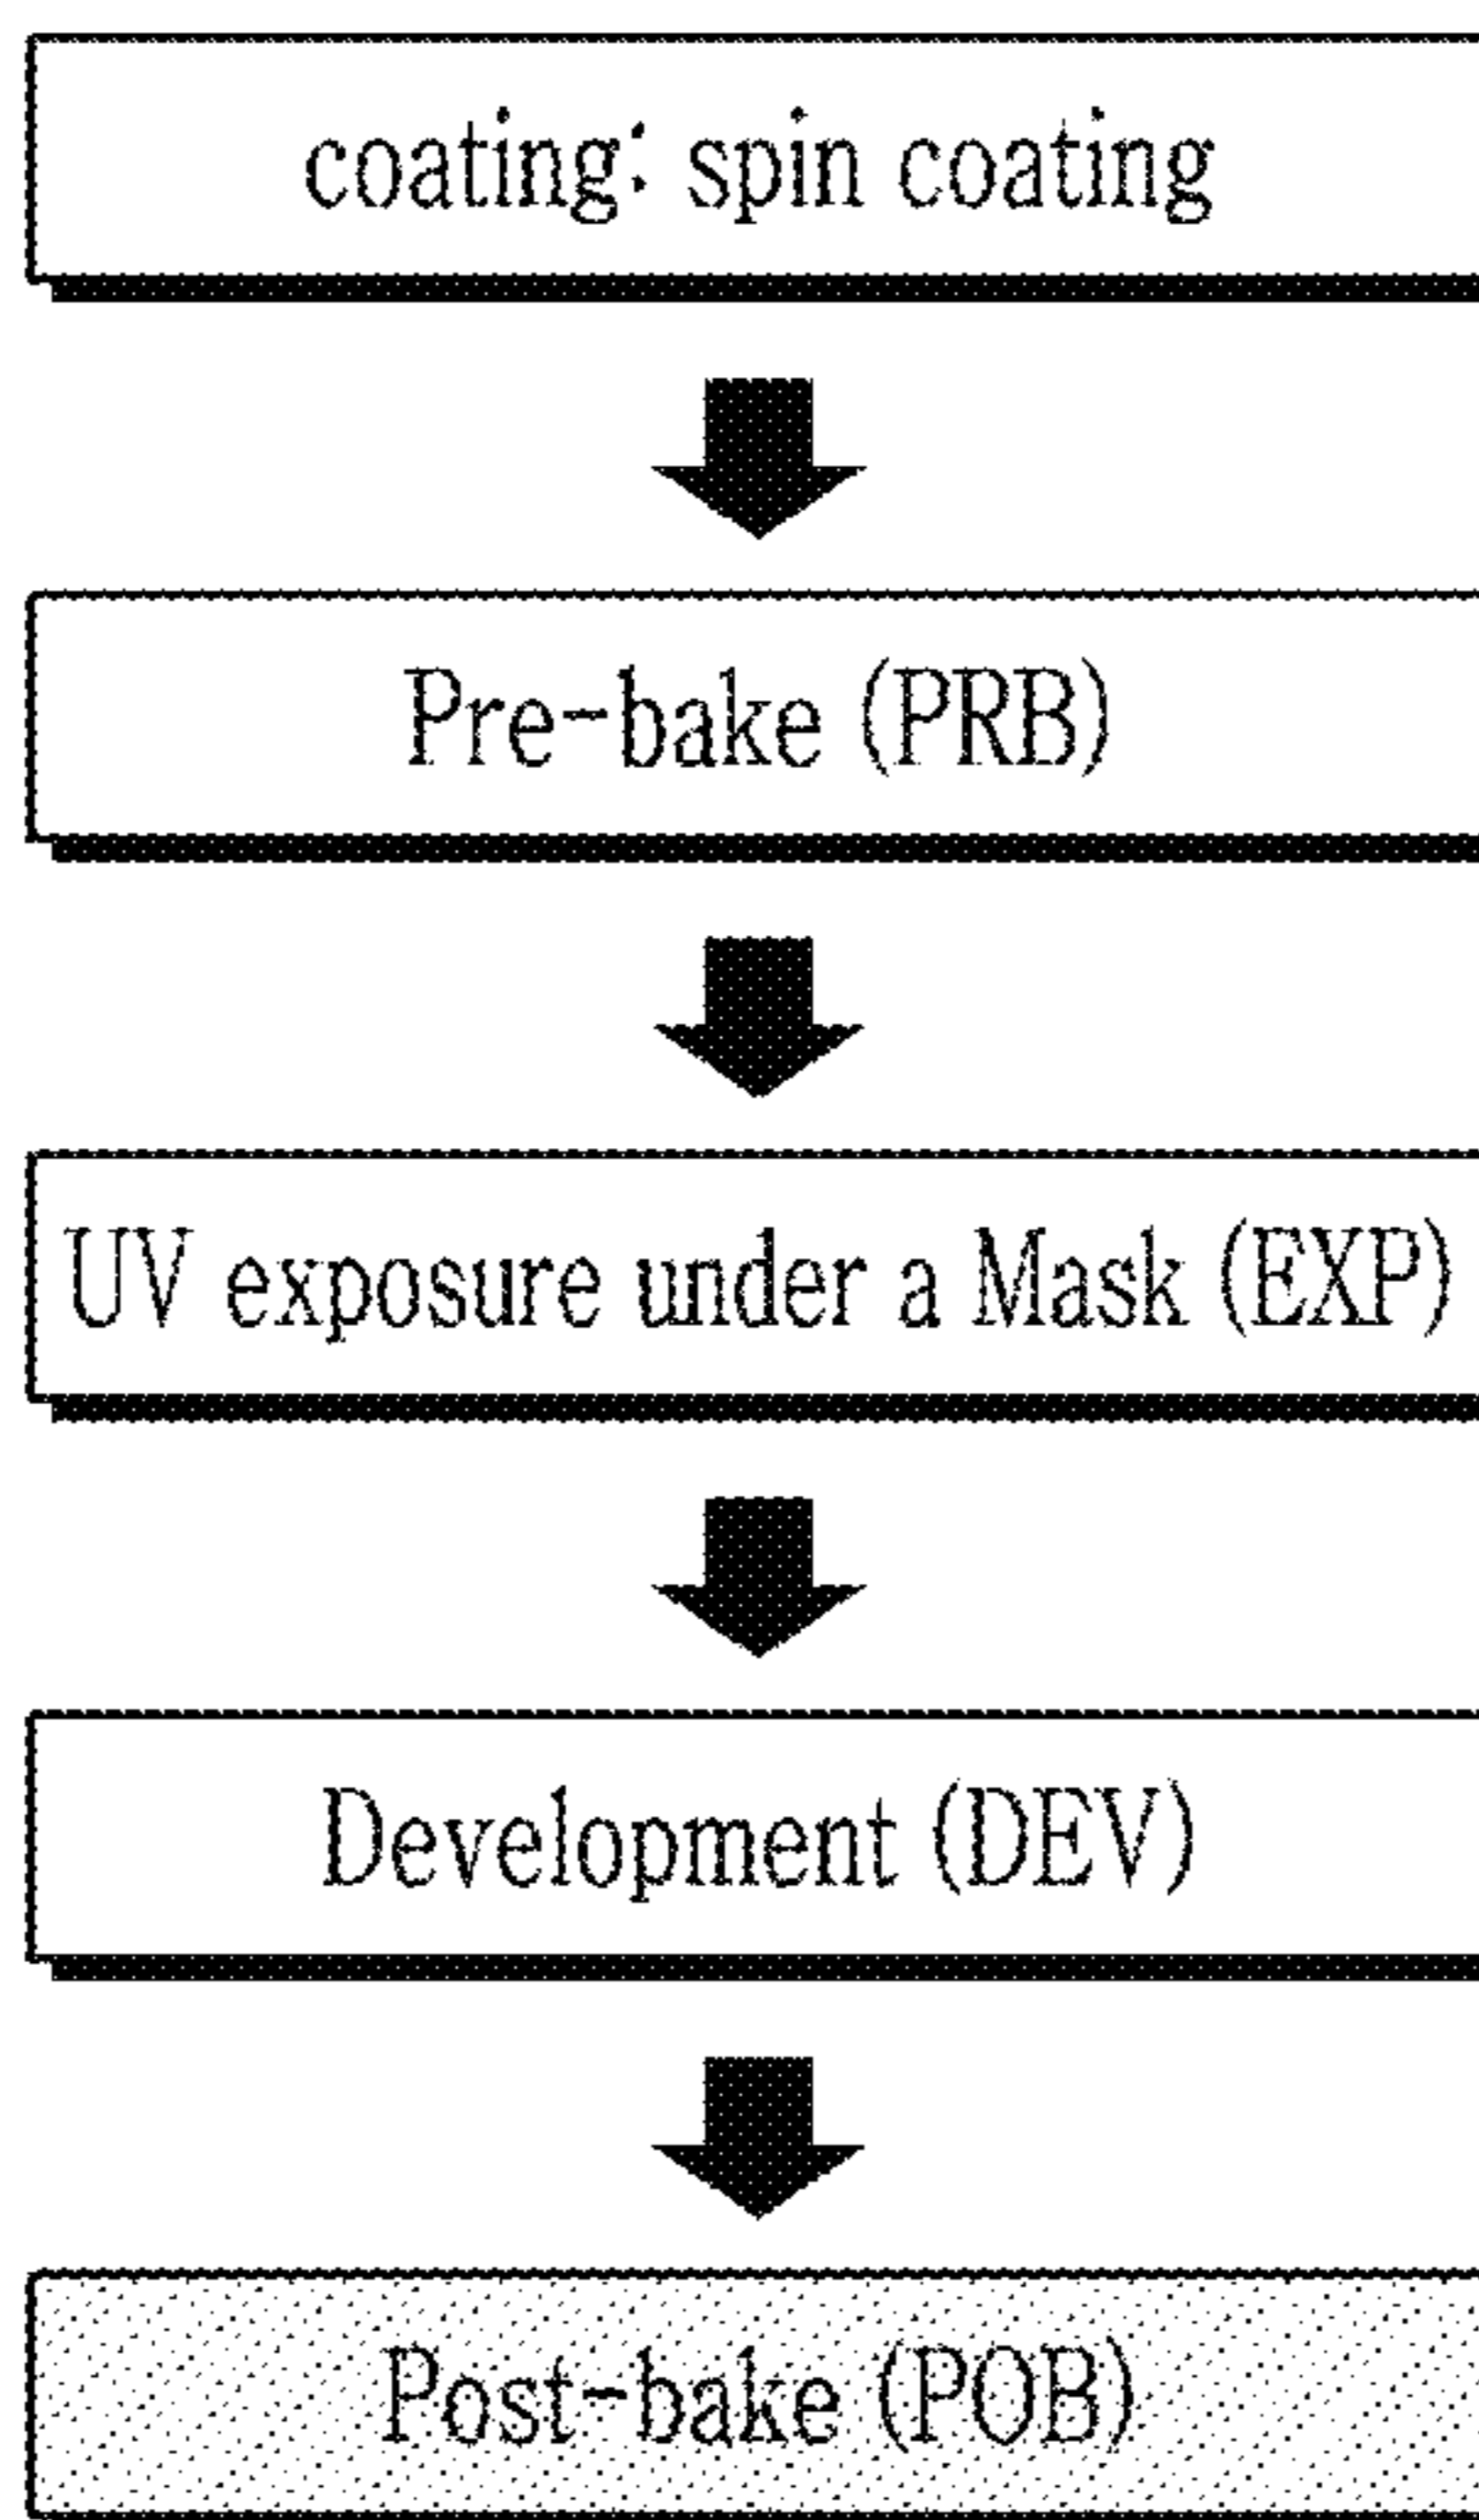 coating: spin coating
Pre-bake (PRB)
UV exposure under a Mask (EXP)
Development (DEV)
Post-bake (POB)